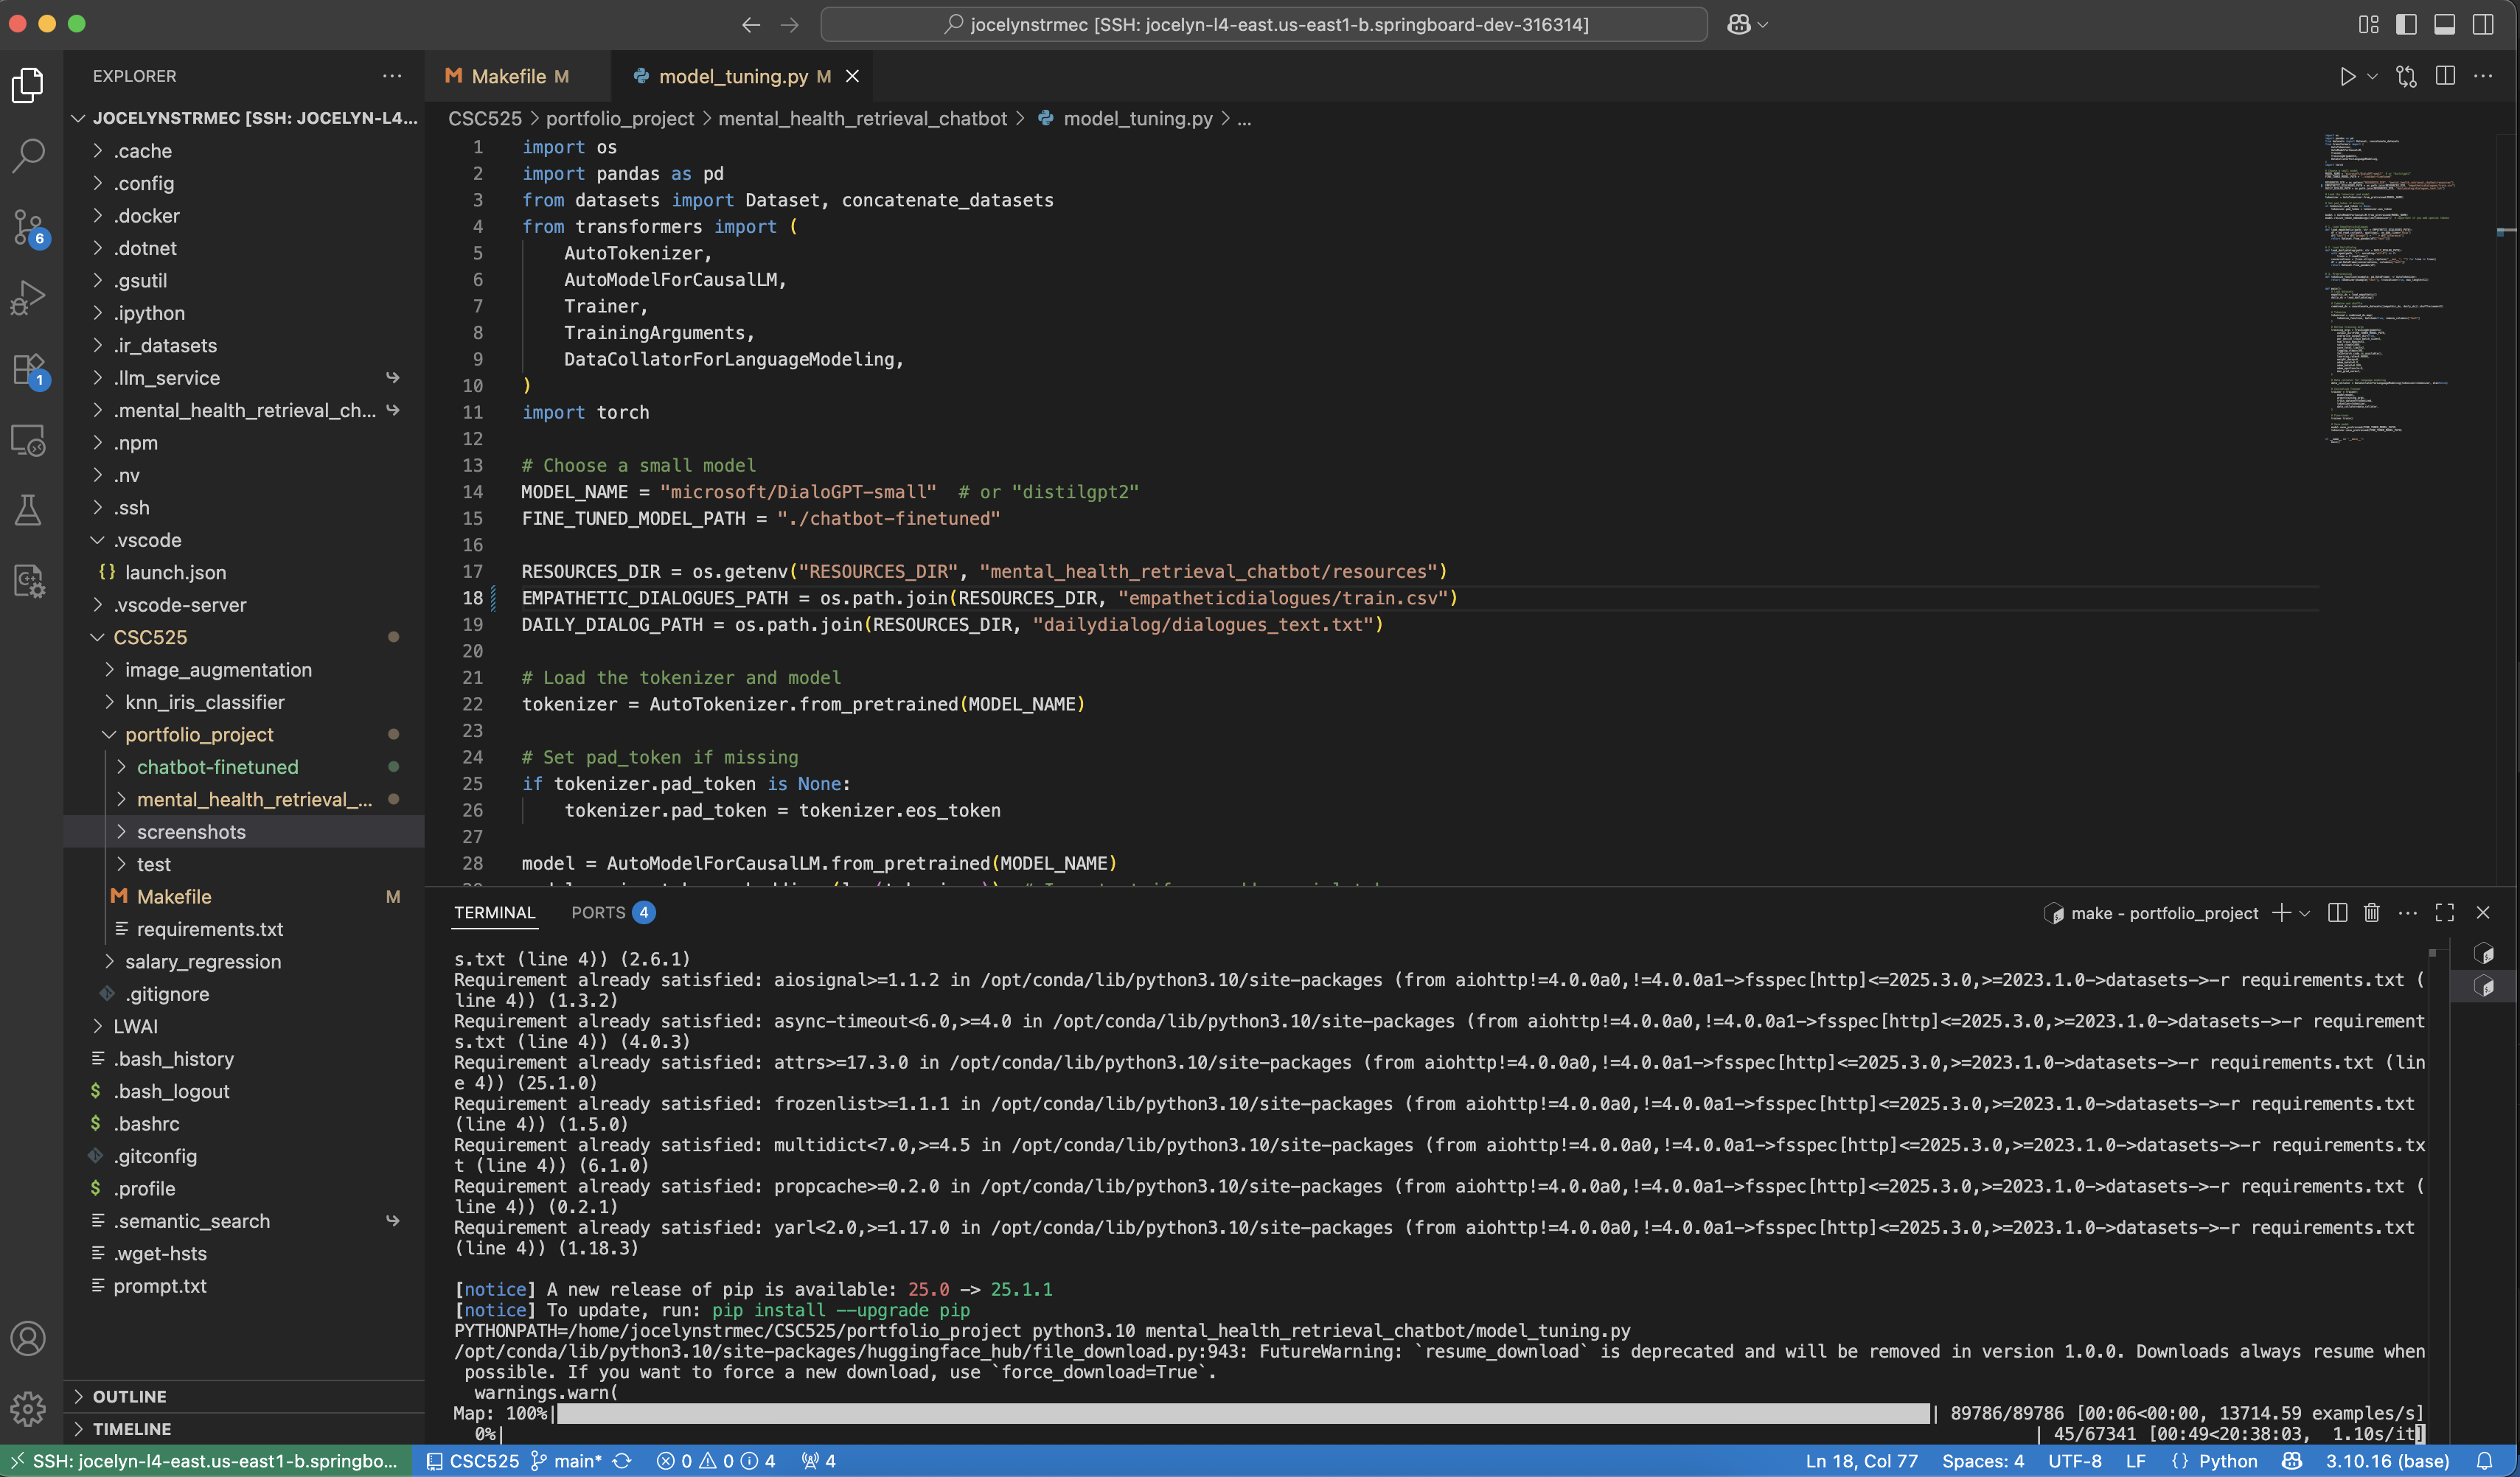 jocelynstrmec [SSH: jocelyn-l4-east.us-east1-b.springboard-dev-316314]
EXPLORER
JOCELYNSTRMEC [SSH: JOCELYN-L4...
.cache
.config
.docker
.dotnet
.gsutil
.ipython
.ir_datasets
.llm_service
.mental_health_retrieval_ch...
.npm
.nv
.ssh
.vscode
{} launch.json
.vscode-server
CSC525
image_augmentation
knn_iris_classifier
portfolio_project
chatbot-finetuned
mental_health_retrieval_...
screenshots
test
M Makefile M
requirements.txt
salary_regression
.gitignore
LWAI
.bash_history
$ .bash_logout
$ .bashrc
.gitconfig
$ .profile
.semantic_search
.wget-hsts
prompt.txt
OUTLINE
TIMELINE
6
1
M Makefile M
model_tuning.py M
CSC525 > portfolio_project > mental_health_retrieval_chatbot > model_tuning.py > ...
1 import os
2 import pandas as pd
3 from datasets import Dataset, concatenate_datasets
4 from transformers import (
5 AutoTokenizer,
6 AutoModelForCausalLM,
7 Trainer,
8 TrainingArguments,
9 DataCollatorForLanguageModeling,
10 )
11 import torch
12
13 # Choose a small model
14 MODEL_NAME = "microsoft/DialoGPT-small" # or "distilgpt2"
15 FINE_TUNED_MODEL_PATH = "./chatbot-finetuned"
16
17 RESOURCES_DIR = os.getenv("RESOURCES_DIR", "mental_health_retrieval_chatbot/resources")
18 EMPATHETIC_DIALOGUES_PATH = os.path.join(RESOURCES_DIR, "empatheticdialogues/train.csv")
19 DAILY_DIALOG_PATH = os.path.join(RESOURCES_DIR, "dailydialog/dialogues_text.txt")
20
21 # Load the tokenizer and model
22 tokenizer = AutoTokenizer.from_pretrained(MODEL_NAME)
23
24 # Set pad_token if missing
25 if tokenizer.pad_token is None:
26 tokenizer.pad_token = tokenizer.eos_token
27
28 model = AutoModelForCausalLM.from_pretrained(MODEL_NAME)
TERMINAL
PORTS 4
make - portfolio_project
s.txt (line 4)) (2.6.1)
Requirement already satisfied: aiosignal>=1.1.2 in /opt/conda/lib/python3.10/site-packages (from aiohttp!=4.0.0a0,!=4.0.0a1->fsspec[http]<=2025.3.0,>=2023.1.0->datasets->-r requirements.txt (
line 4)) (1.3.2)
Requirement already satisfied: async-timeout<6.0,>=4.0 in /opt/conda/lib/python3.10/site-packages (from aiohttp!=4.0.0a0,!=4.0.0a1->fsspec[http]<=2025.3.0,>=2023.1.0->datasets->-r requirement
s.txt (line 4)) (4.0.3)
Requirement already satisfied: attrs>=17.3.0 in /opt/conda/lib/python3.10/site-packages (from aiohttp!=4.0.0a0,!=4.0.0a1->fsspec[http]<=2025.3.0,>=2023.1.0->datasets->-r requirements.txt (lin
e 4)) (25.1.0)
Requirement already satisfied: frozenlist>=1.1.1 in /opt/conda/lib/python3.10/site-packages (from aiohttp!=4.0.0a0,!=4.0.0a1->fsspec[http]<=2025.3.0,>=2023.1.0->datasets->-r requirements.txt
(line 4)) (1.5.0)
Requirement already satisfied: multidict<7.0,>=4.5 in /opt/conda/lib/python3.10/site-packages (from aiohttp!=4.0.0a0,!=4.0.0a1->fsspec[http]<=2025.3.0,>=2023.1.0->datasets->-r requirements.tx
t (line 4)) (6.1.0)
Requirement already satisfied: propcache>=0.2.0 in /opt/conda/lib/python3.10/site-packages (from aiohttp!=4.0.0a0,!=4.0.0a1->fsspec[http]<=2025.3.0,>=2023.1.0->datasets->-r requirements.txt (
line 4)) (0.2.1)
Requirement already satisfied: yarl<2.0,>=1.17.0 in /opt/conda/lib/python3.10/site-packages (from aiohttp!=4.0.0a0,!=4.0.0a1->fsspec[http]<=2025.3.0,>=2023.1.0->datasets->-r requirements.txt
(line 4)) (1.18.3)
[notice] A new release of pip is available: 25.0 -> 25.1.1
[notice] To update, run: pip install --upgrade pip
PYTHONPATH=/home/jocelynstrmec/CSC525/portfolio_project python3.10 mental_health_retrieval_chatbot/model_tuning.py
/opt/conda/lib/python3.10/site-packages/huggingface_hub/file_download.py:943: FutureWarning: `resume_download` is deprecated and will be removed in version 1.0.0. Downloads always resume when
possible. If you want to force a new download, use `force_download=True`.
warnings.warn(
Map: 100%| | 89786/89786 [00:06<00:00, 13714.59 examples/s]
0%| | 45/67341 [00:49<20:38:03, 1.10s/it]
SSH: jocelyn-l4-east.us-east1-b.springbo...
CSC525 main* 0 0 4 4
Ln 18, Col 77 Spaces: 4 UTF-8 LF {} Python 3.10.16 (base)